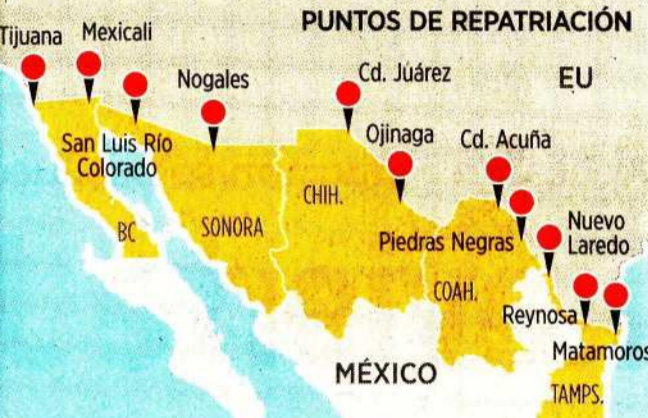 PUNTOS DE REPATRIACIÓN
Tijuana
Mexicali
Nogales
Cd. Júárez
EU
San Luis Río
Colorado
Ojinaga
Cd. Acuña
CHIH.
BC
SONORA
Piedras Negras
Nuevo
Laredo
COAH.
Reynosa
Matamoros
MÉXICO
TAMPS.